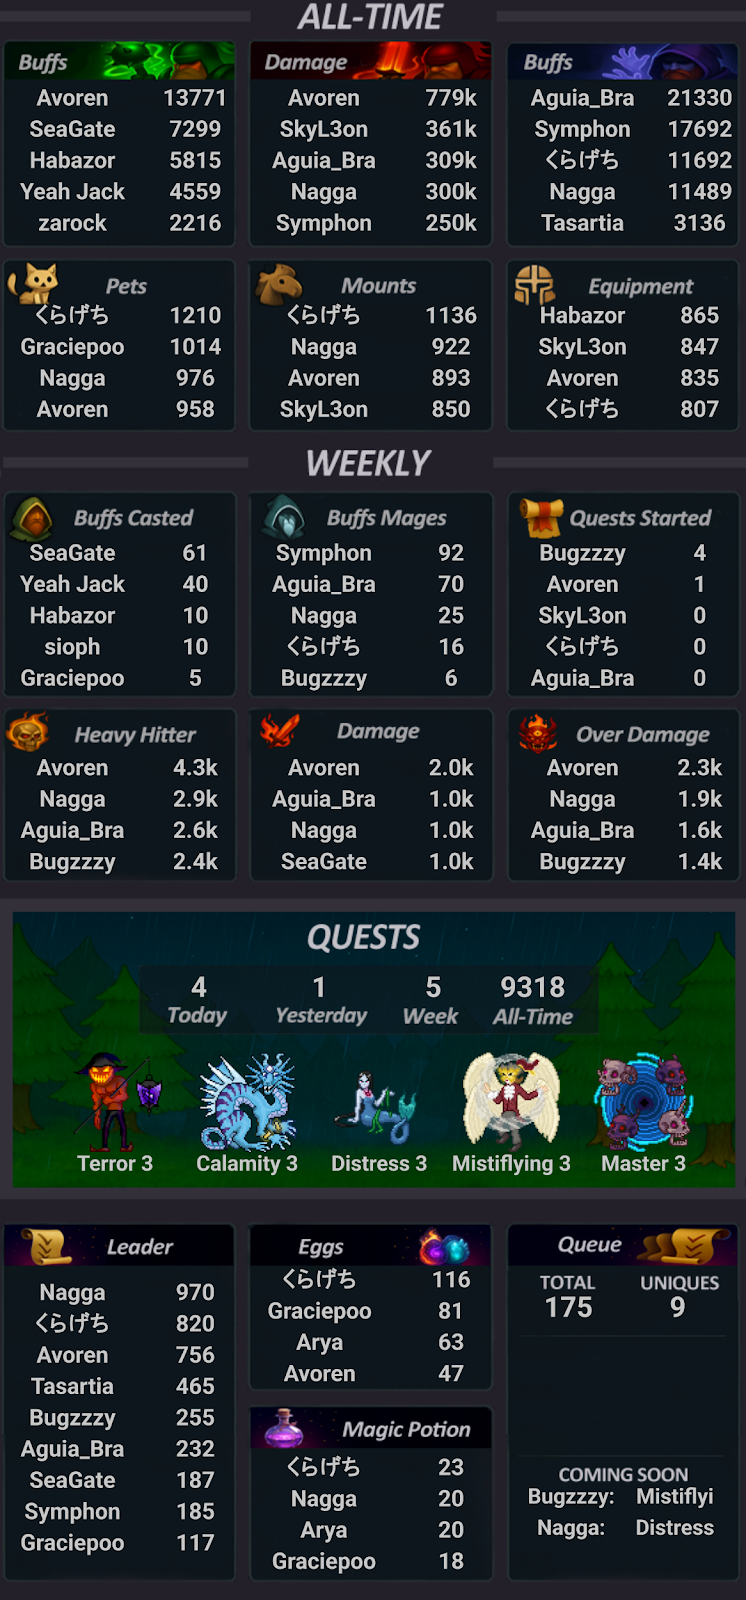 ALL-TIME
Buffs Damage Buffs
Avoren 13771 Avoren 779k Aguia_Bra 21330
SeaGate 7299 SkyL3on 361k Symphon 17692
Habazor 5815 Aguia_Bra 309k くらげち 11692
Yeah Jack 4559 Nagga 300k Nagga 11489
zarock 2216 Symphon 250k Tasartia 3136
Pets Mounts Equipment
くらげち 1210 くらげち 1136 Habazor 865
Graciepoo 1014 Nagga 922 SkyL3on 847
Nagga 976 Avoren 893 Avoren 835
Avoren 958 SkyL3on 850 くらげち 807
WEEKLY
Buffs Casted Buffs Mages Quests Started
SeaGate 61 Symphon 92 Bugzzzy 4
Yeah Jack 40 Aguia_Bra 70 Avoren 1
Habazor 10 Nagga 25 SkyL3on 0
sioph 10 くらげち 16 くらげち 0
Graciepoo 5 Bugzzzy 6 Aguia_Bra 0
Heavy Hitter Damage Over Damage
Avoren 4.3k Avoren 2.0k Avoren 2.3k
Nagga 2.9k Aguia_Bra 1.0k Nagga 1.9k
Aguia_Bra 2.6k Nagga 1.0k Aguia_Bra 1.6k
Bugzzzy 2.4k SeaGate 1.0k Bugzzzy 1.4k
QUESTS
4 1 5 9318
Today Yesterday Week All-Time
Terror 3 Calamity 3 Distress 3 Mistiflying 3 Master 3
Leader
Nagga 970
くらげち 820
Avoren 756
Tasartia 465
Bugzzzy 255
Aguia_Bra 232
SeaGate 187
Symphon 185
Graciepoo 117
Eggs
くらげち 116
Graciepoo 81
Arya 63
Avoren 47
Magic Potion
くらげち 23
Nagga 20
Arya 20
Graciepoo 18
Queue
TOTAL UNIQUES
175 9
COMING SOON
Bugzzzy: Mistiflyi
Nagga: Distress